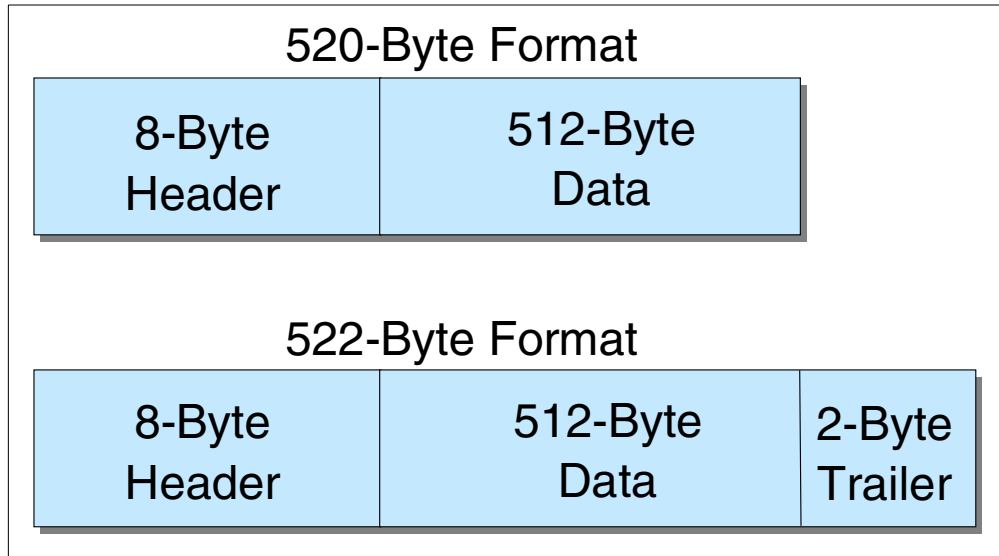 520-Byte Format
8-Byte 512-Byte
Header Data
522-Byte Format
8-Byte 512-Byte 2-Byte
Header Data Trailer